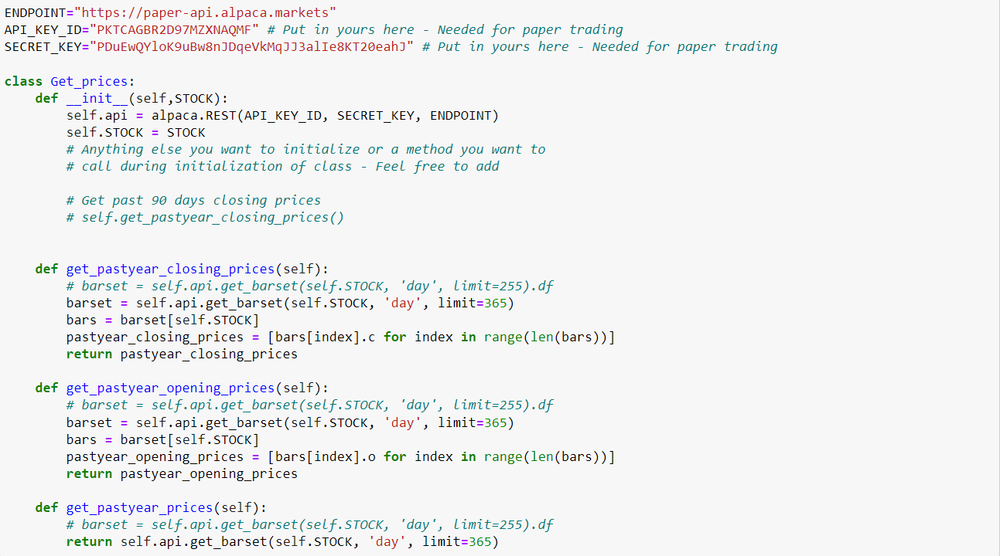 ENDPOINT="https://paper-api.alpaca.markets"
API_KEY_ID="PKTCAGBR2D97MZXNAQMF" # Put in yours here - Needed for paper trading
SECRET_KEY="PDuEwQYloK9uBw8nJDqeVkMqJJ3alIe8KT20eahJ" # Put in yours here - Needed for paper trading

class Get_prices:
    def __init__(self,STOCK):
        self.api = alpaca.REST(API_KEY_ID, SECRET_KEY, ENDPOINT)
        self.STOCK = STOCK
        # Anything else you want to initialize or a method you want to
        # call during initialization of class - Feel free to add

        # Get past 90 days closing prices
        # self.get_pastyear_closing_prices()


    def get_pastyear_closing_prices(self):
        # barset = self.api.get_barset(self.STOCK, 'day', limit=255).df
        barset = self.api.get_barset(self.STOCK, 'day', limit=365)
        bars = barset[self.STOCK]
        pastyear_closing_prices = [bars[index].c for index in range(len(bars))]
        return pastyear_closing_prices

    def get_pastyear_opening_prices(self):
        # barset = self.api.get_barset(self.STOCK, 'day', limit=255).df
        barset = self.api.get_barset(self.STOCK, 'day', limit=365)
        bars = barset[self.STOCK]
        pastyear_opening_prices = [bars[index].o for index in range(len(bars))]
        return pastyear_opening_prices

    def get_pastyear_prices(self):
        # barset = self.api.get_barset(self.STOCK, 'day', limit=255).df
        return self.api.get_barset(self.STOCK, 'day', limit=365)